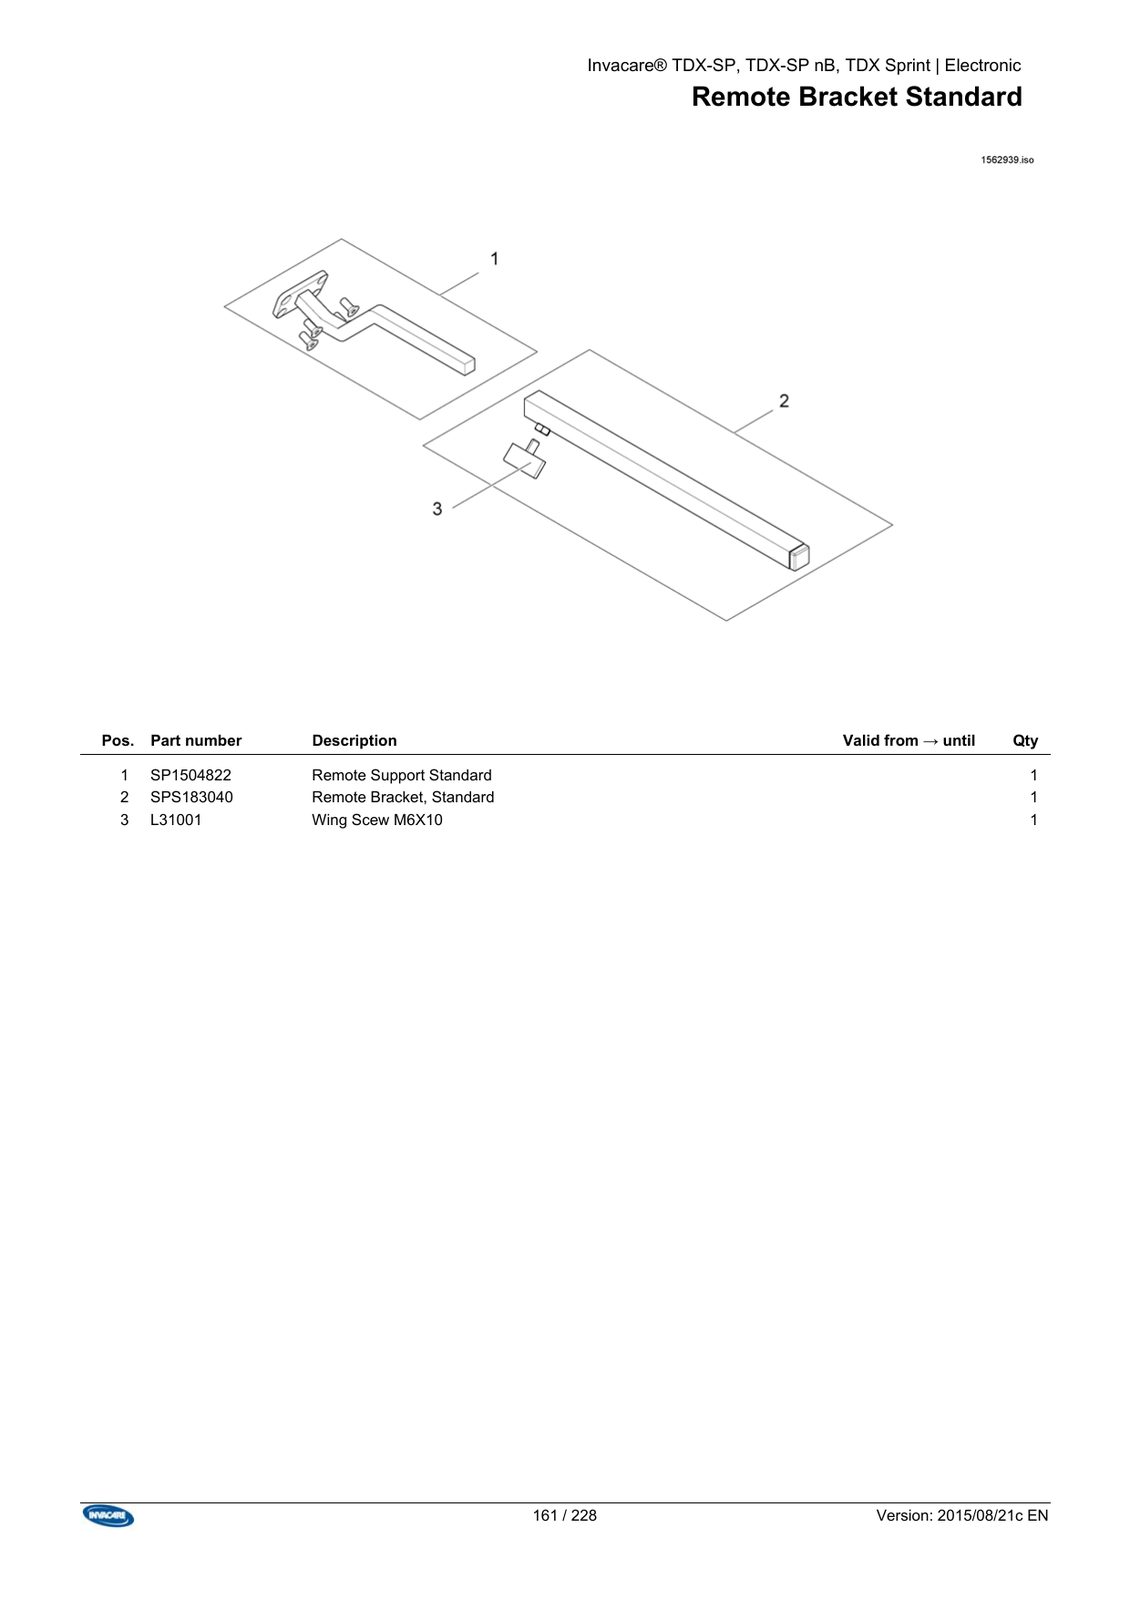 Invacare® TDX-SP, TDX-SP nB, TDX Sprint | Electronic
Remote Bracket Standard
1562939.iso
1
2
3
Pos. Part number Description Valid from → until Qty
1 SP1504822 Remote Support Standard 1
2 SPS183040 Remote Bracket, Standard 1
3 L31001 Wing Scew M6X10 1
INVACARE 161 / 228 Version: 2015/08/21c EN